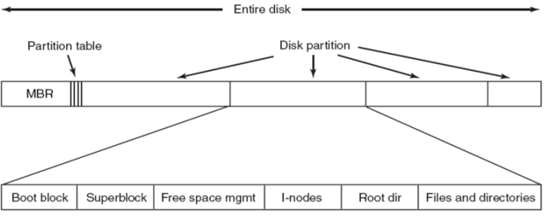 Entire disk
Partition table
Disk partition
MBR
Boot block
Superblock
Free space mgmt
I-nodes
Root dir
Files and directories